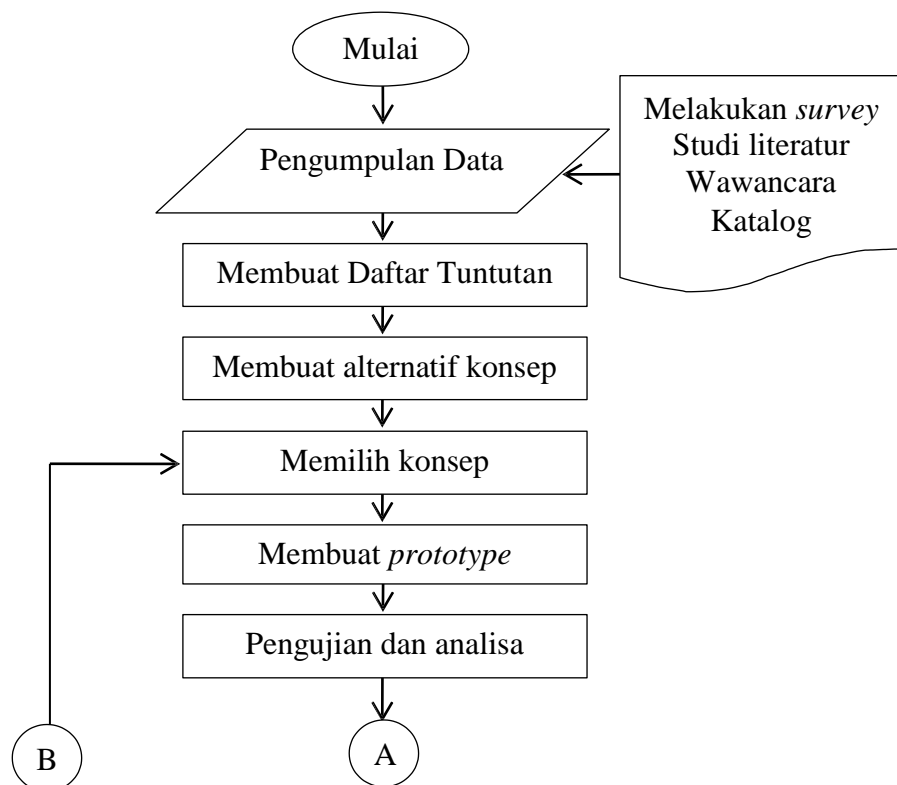 Mulai
Pengumpulan Data
Melakukan survey
Studi literatur
Wawancara
Katalog
Membuat Daftar Tuntutan
Membuat alternatif konsep
Memilih konsep
Membuat prototype
Pengujian dan analisa
B
A